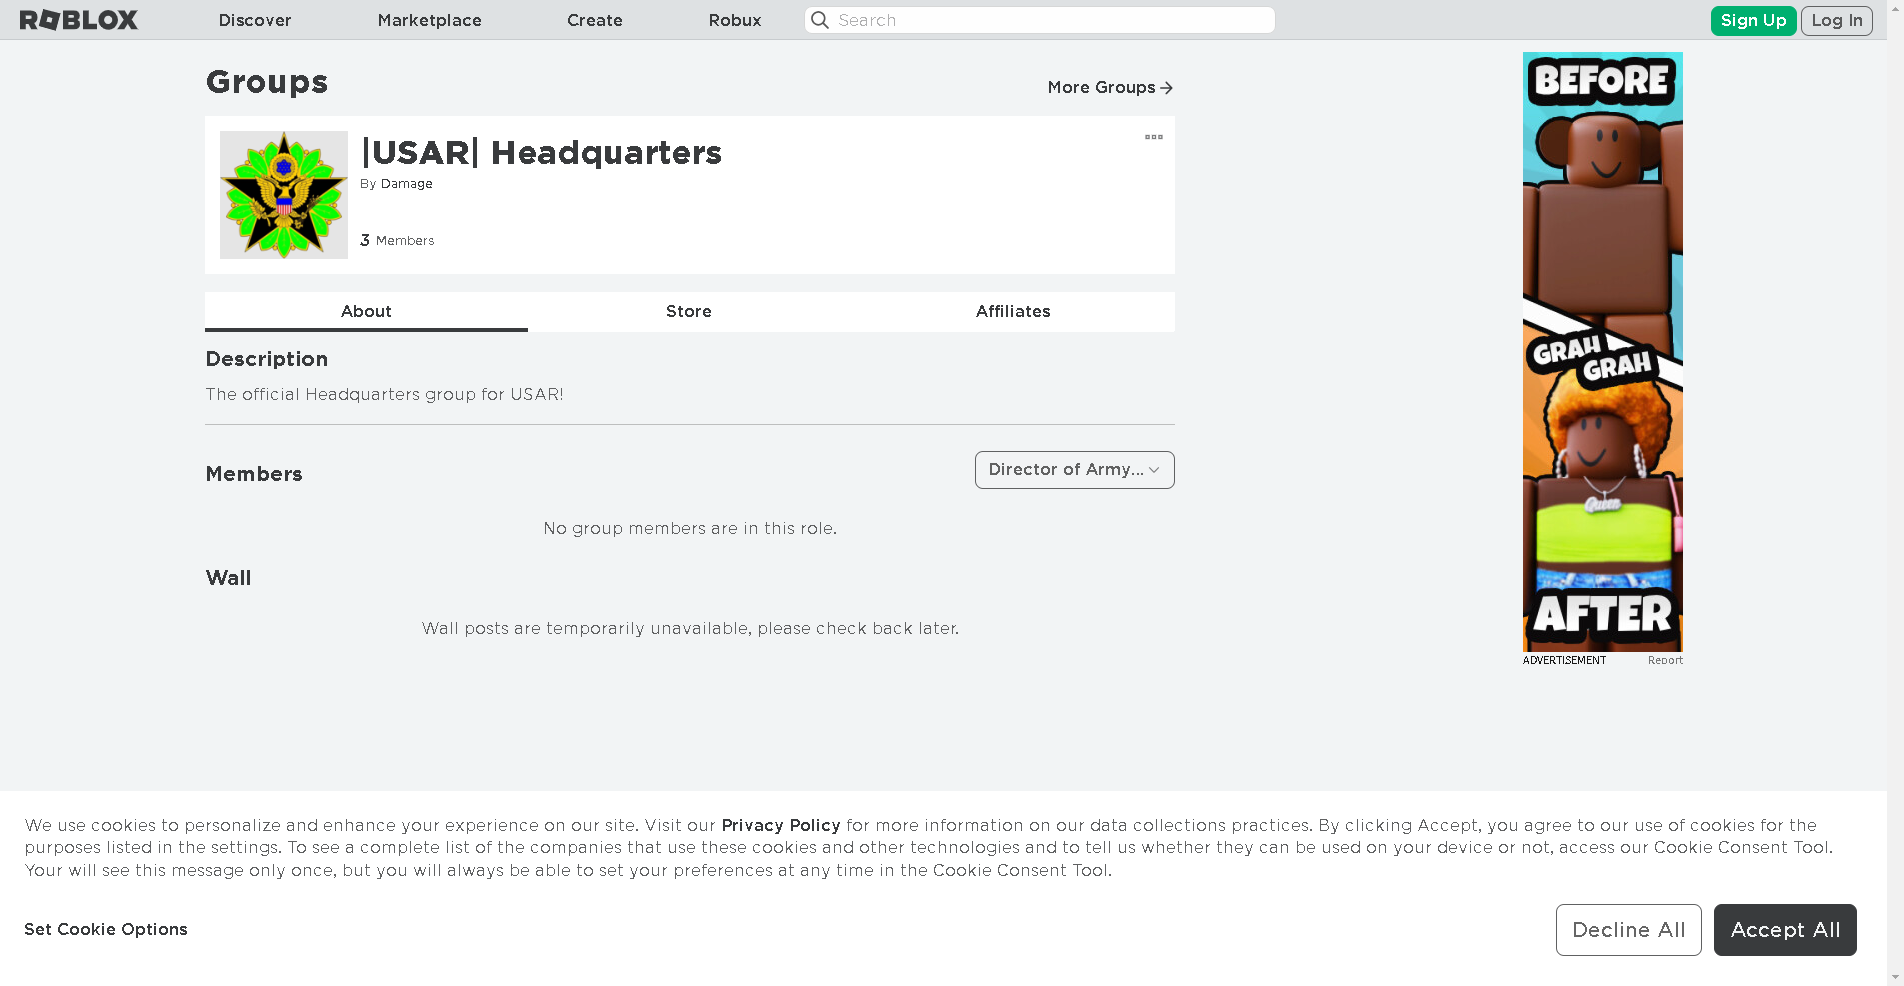 ROBLOX
Discover
Marketplace
Create
Robux
Search
Sign Up
Log In
Groups
More Groups
|USAR| Headquarters
By Damage
3 Members
About
Store
Affiliates
Description
The official Headquarters group for USAR!
Members
Director of Army...
No group members are in this role.
Wall
Wall posts are temporarily unavailable, please check back later.
BEFORE
GRAH
GRAH
Queen
AFTER
ADVERTISEMENT
Report
We use cookies to personalize and enhance your experience on our site. Visit our Privacy Policy for more information on our data collections practices. By clicking Accept, you agree to our use of cookies for the
purposes listed in the settings. To see a complete list of the companies that use these cookies and other technologies and to tell us whether they can be used on your device or not, access our Cookie Consent Tool.
Your will see this message only once, but you will always be able to set your preferences at any time in the Cookie Consent Tool.
Set Cookie Options
Decline All
Accept All